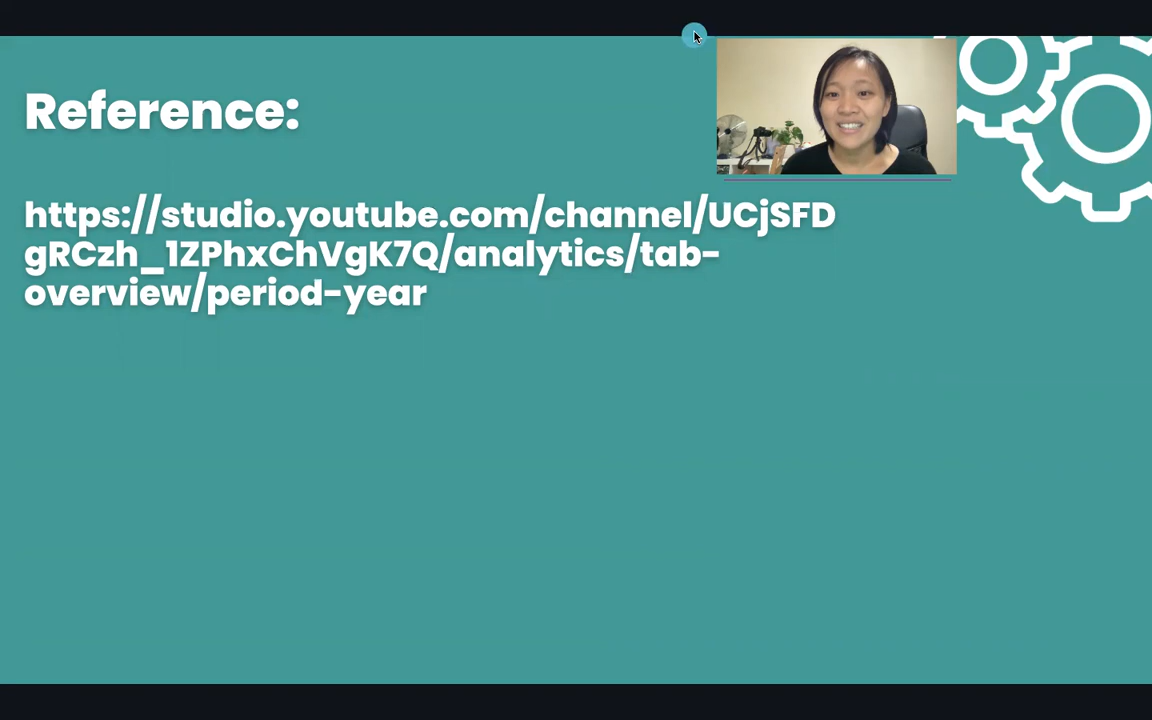 Reference:
https://studio.youtube.com/channel/UCjSFD
gRCzh_1ZPhxChVgK7Q/analytics/tab-
overview/period-year